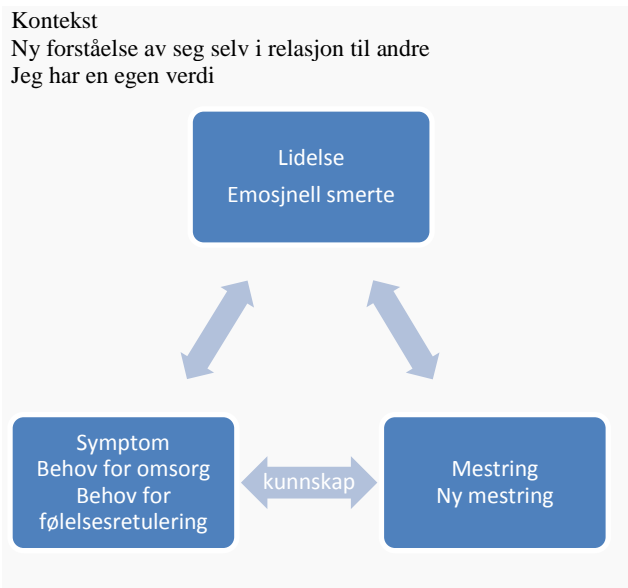 Kontekst
Ny forståelse av seg selv i relasjon til andre
Jeg har en egen verdi
Lidelse
Emosjnell smerte
Symptom
Behov for omsorg
Behov for
følelsesretulering
kunnskap
Mestring
Ny mestring